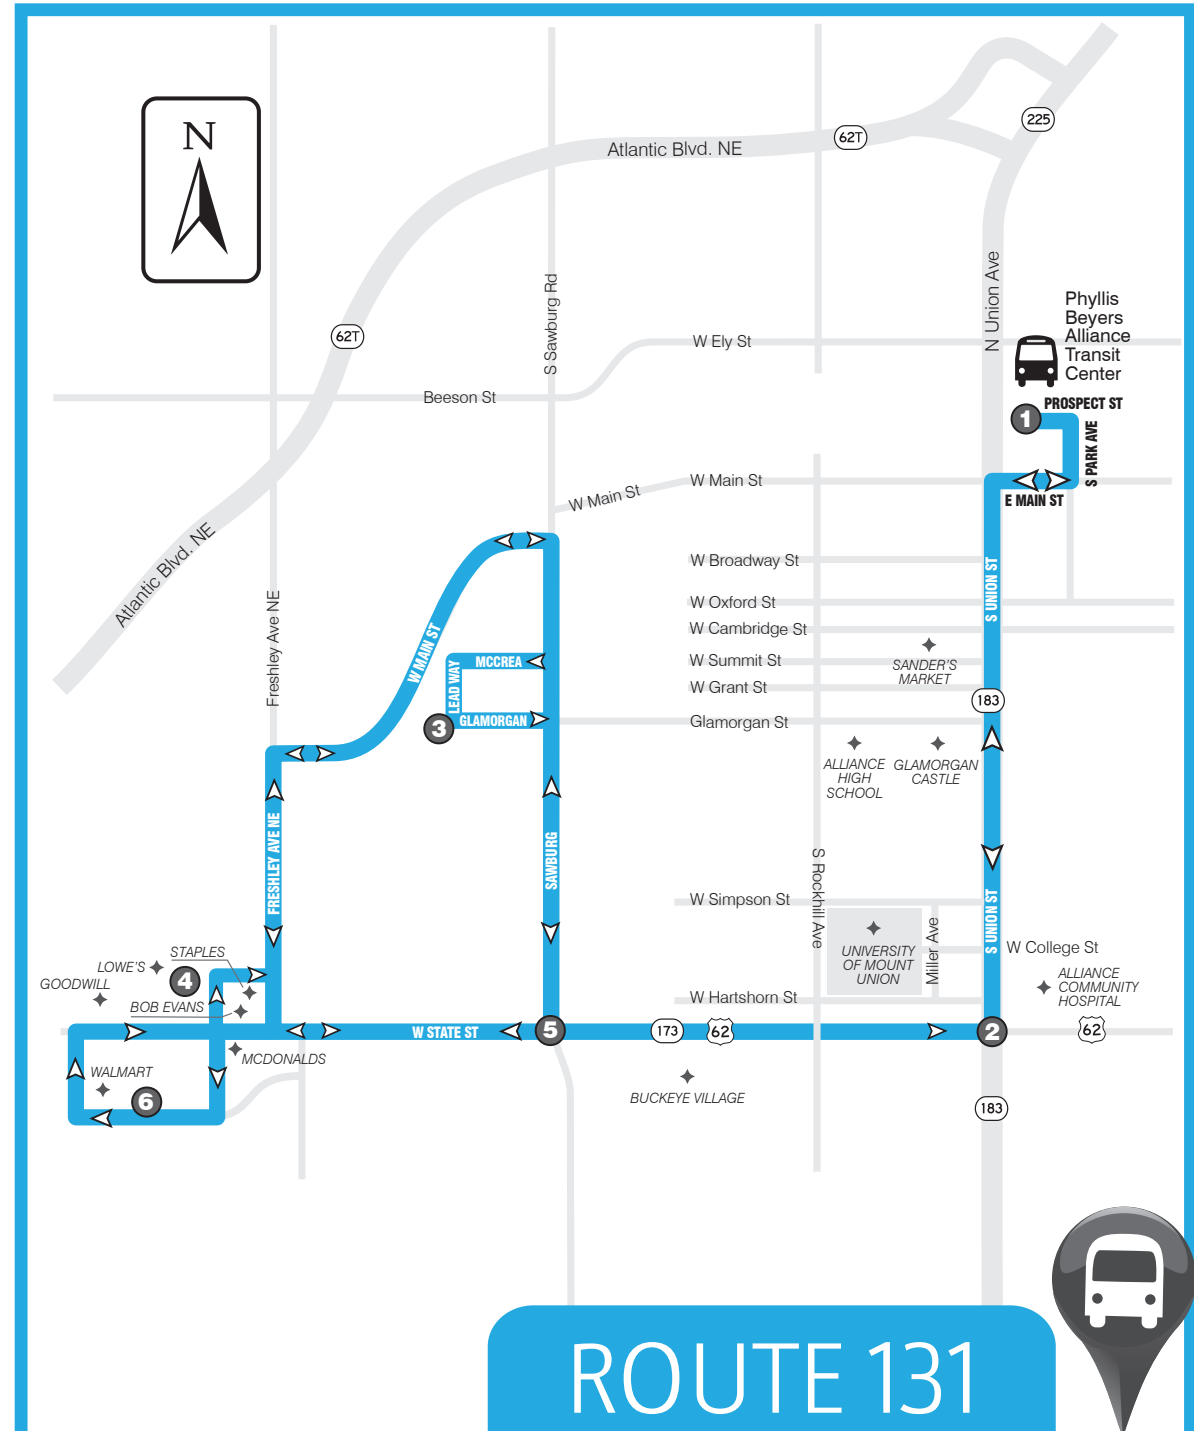 N
225
62T
Atlantic Blvd. NE
N Union Ave
S Sawburg Rd
Phyllis
Beyers
Alliance
Transit
Center
62T
W Ely St
Beeson St
1
PROSPECT ST
S PARK AVE
W Main St
W Main St
E MAIN ST
Atlantic Blvd. NE
Freshley Ave NE
W Broadway St
S UNION ST
W Oxford St
W Cambridge St
W MAIN ST
SANDER'S
MARKET
MCCREA
LEAD WAY
W Summit St
W Grant St
183
GLAMORGAN
3
Glamorgan St
ALLIANCE
HIGH
SCHOOL
GLAMORGAN
CASTLE
FRESHLEY AVE NE
SAWBURG
S Rockhill Ave
W Simpson St
S UNION ST
Miller Ave
UNIVERSITY
OF MOUNT
UNION
W College St
STAPLES
LOWE'S
4
GOODWILL
BOB EVANS
ALLIANCE
COMMUNITY
HOSPITAL
W Hartshorn St
W STATE ST
5
173
62
2
62
MCDONALDS
WALMART
6
BUCKEYE VILLAGE
183
ROUTE 131